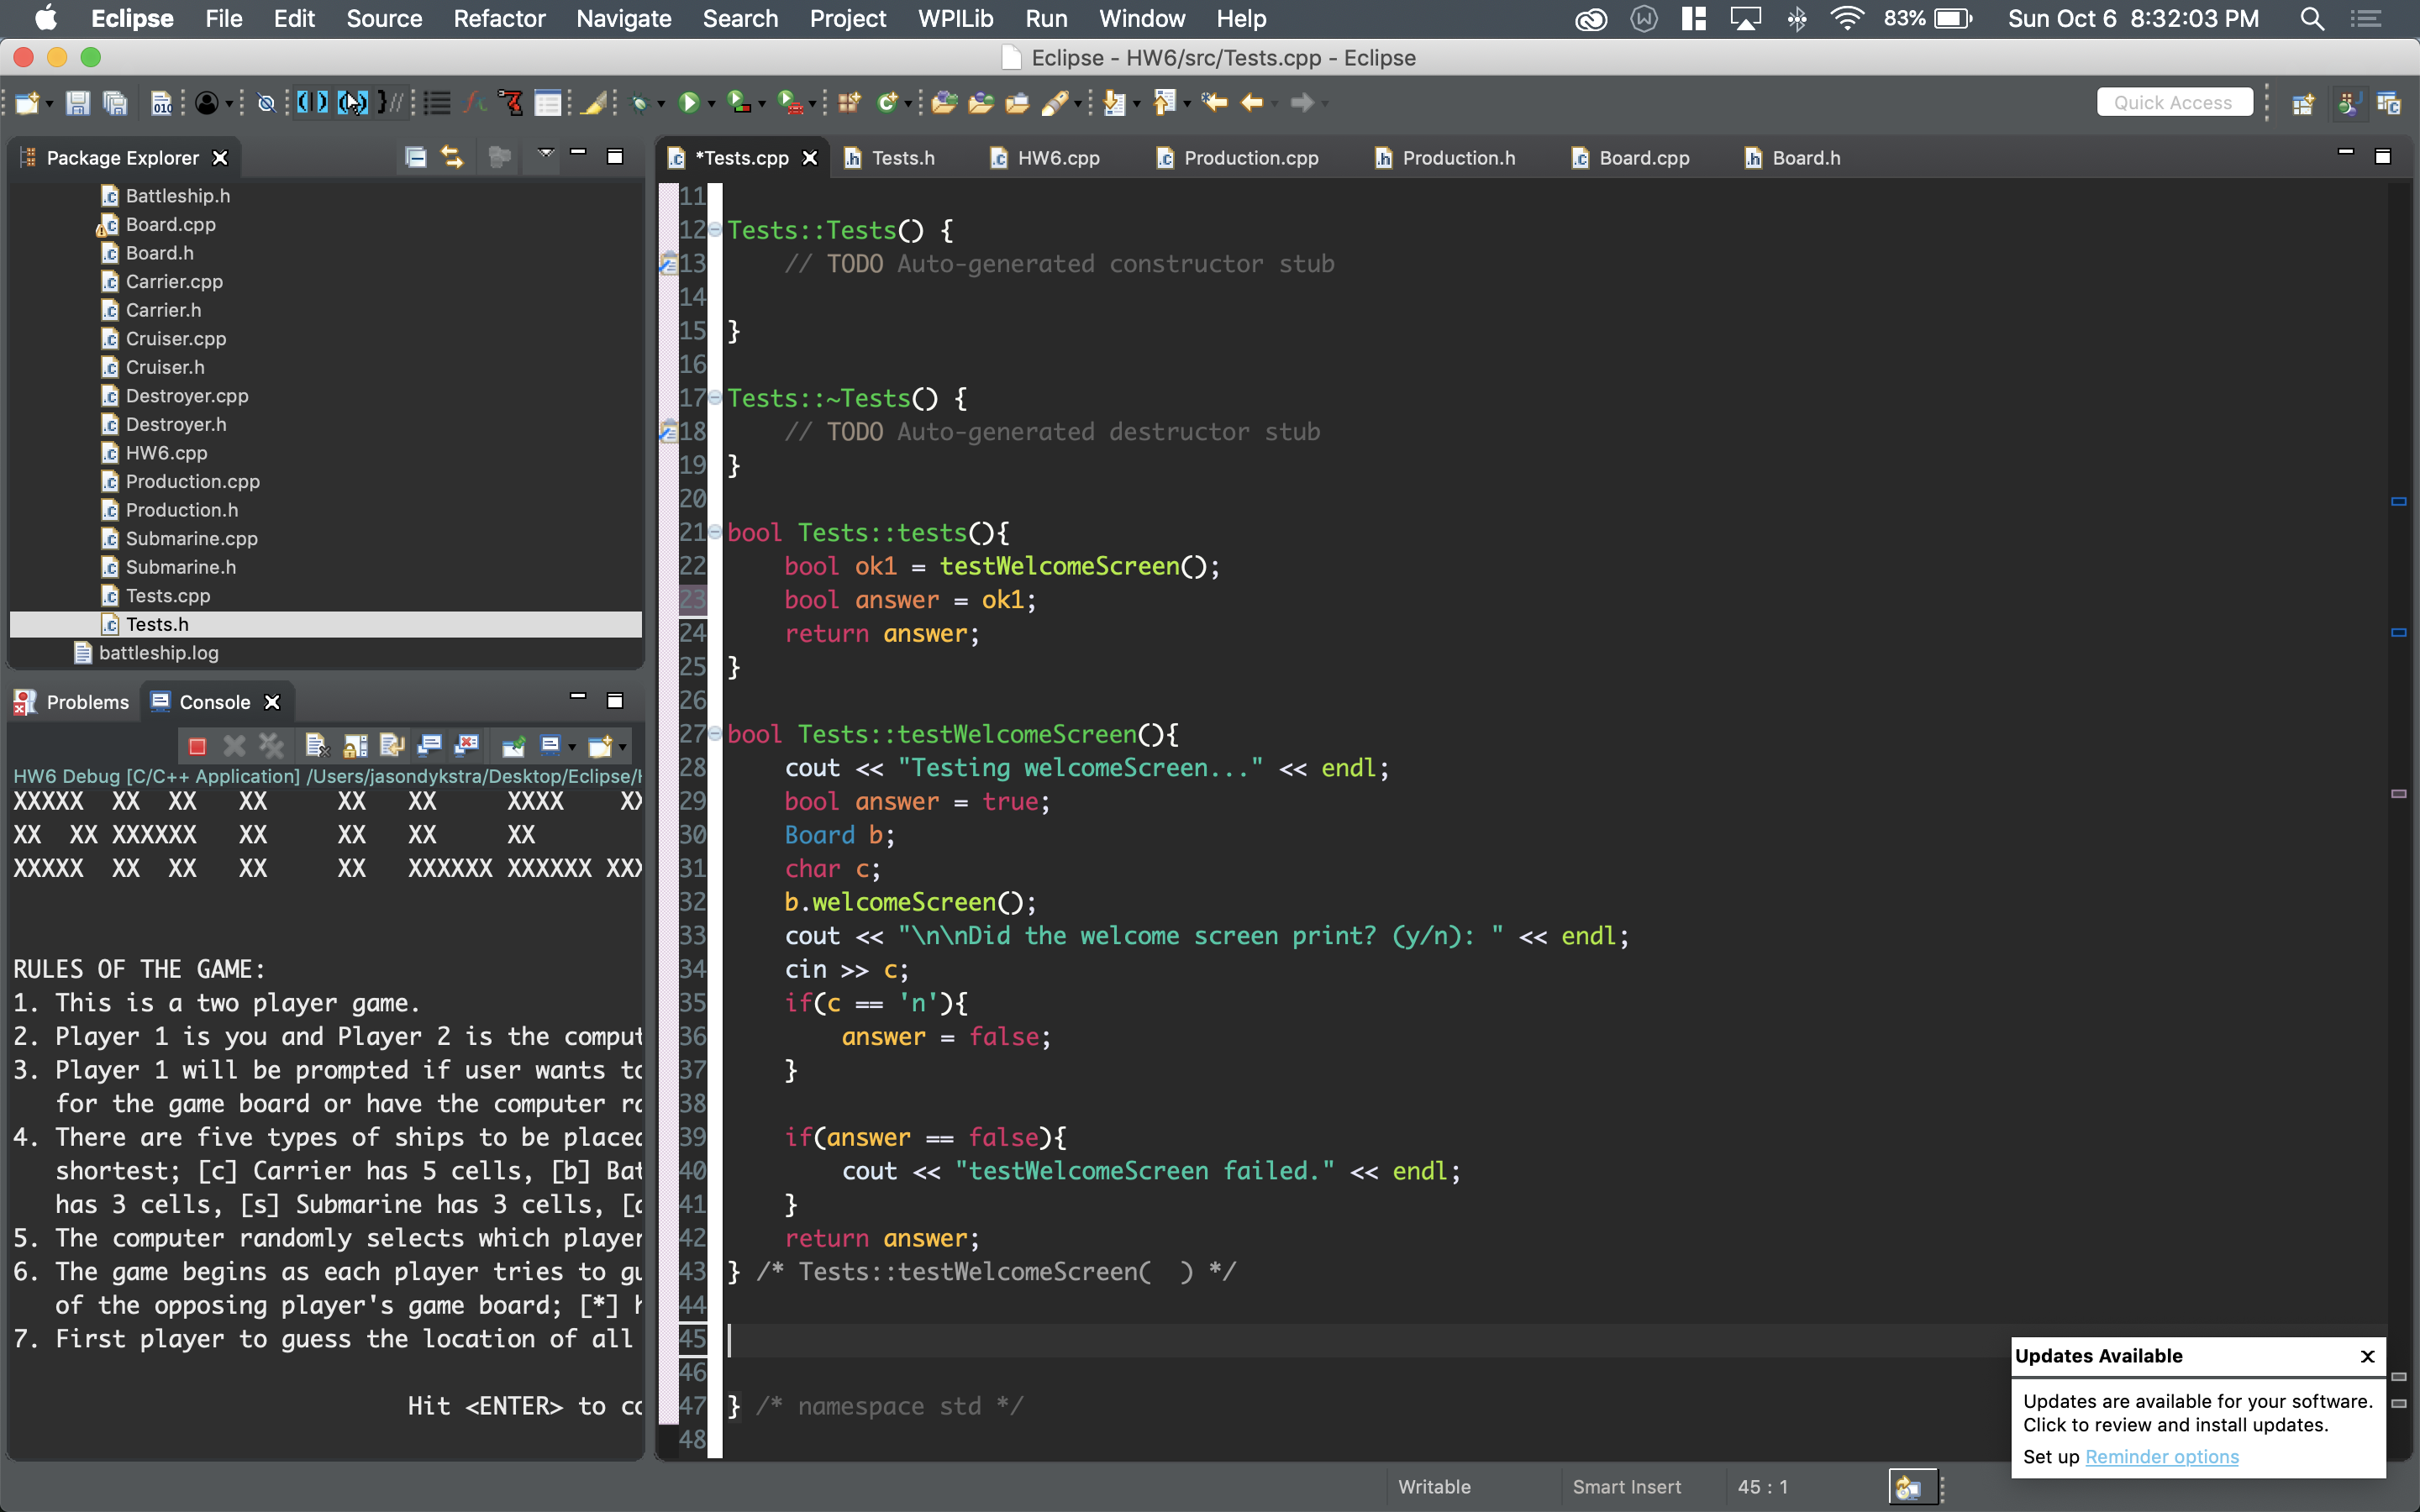 Eclipse File Edit Source Refactor Navigate Search Project WPILib Run Window Help 83% Sun Oct 6 8:32:03 PM
Eclipse - HW6/src/Tests.cpp - Eclipse
Quick Access
Package Explorer
Battleship.h
Board.cpp
Board.h
Carrier.cpp
Carrier.h
Cruiser.cpp
Cruiser.h
Destroyer.cpp
Destroyer.h
HW6.cpp
Production.cpp
Production.h
Submarine.cpp
Submarine.h
Tests.cpp
Tests.h
battleship.log
Problems Console
HW6 Debug [C/C++ Application] /Users/jasondykstra/Desktop/Eclipse/
XXXXX  XX  XX   XX     XX   XX     XXXX    XX
XX   XX XXXXXX   XX     XX   XX     XX
XXXXX  XX  XX   XX     XX   XXXXXX XXXXXX XXX
RULES OF THE GAME:
1. This is a two player game.
2. Player 1 is you and Player 2 is the
3. Player 1 will be prompted if user wants
for the game board or have the computer
4. There are five types of ships to be
shortest; [c] Carrier has 5 cells, [b]
has 3 cells, [s] Submarine has 3 cells,
5. The computer randomly selects which
6. The game begins as each player tries to
of the opposing player's game board; [*]
7. First player to guess the location of all
Hit <ENTER> to
*Tests.cpp Tests.h HW6.cpp Production.cpp Production.h Board.cpp Board.h
11
12 Tests::Tests() {
13     // TODO Auto-generated constructor stub
14
15 }
16
17 Tests::~Tests() {
18     // TODO Auto-generated destructor stub
19 }
20
21 bool Tests::tests(){
22     bool ok1 = testWelcomeScreen();
23     bool answer = ok1;
24     return answer;
25 }
26
27 bool Tests::testWelcomeScreen(){
28     cout << "Testing welcomeScreen..." << endl;
29     bool answer = true;
30     Board b;
31     char c;
32     b.welcomeScreen();
33     cout << "\n\nDid the welcome screen print? (y/n): " << endl;
34     cin >> c;
35     if(c == 'n'){
36         answer = false;
37     }
38
39     if(answer == false){
40         cout << "testWelcomeScreen failed." << endl;
41     }
42     return answer;
43 } /* Tests::testWelcomeScreen(  ) */
44
45
46
47 } /* namespace std */
48
Updates Available
Updates are available for your software.
Click to review and install updates.
Set up Reminder options
Writable Smart Insert 45 : 1